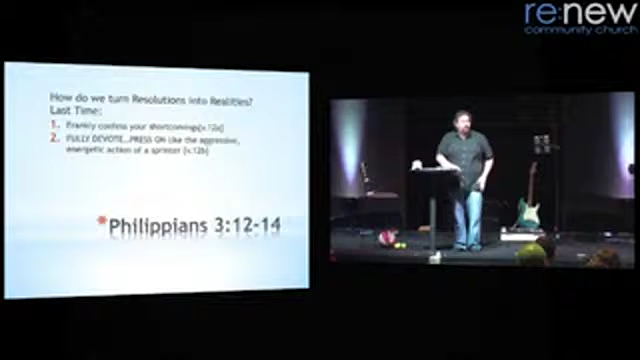 re:new
community church
How do we turn Resolutions into Realities?
Last Time:
1. Frankly confess your shortcomings[v.12a]
2. FULLY DEVOTE...PRESS ON like the aggressive,
energetic action of a sprinter [v.12b]
*Philippians 3:12-14